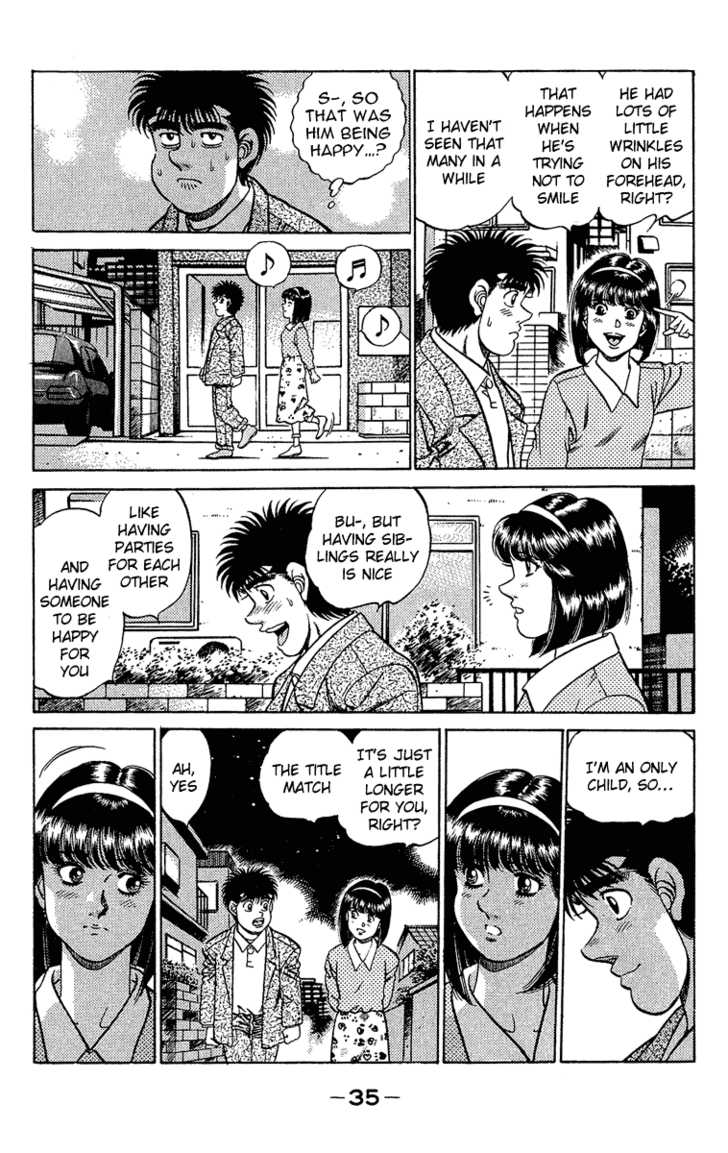 HE HAD
LOTS OF
LITTLE
WRINKLES
ON HIS
FOREHEAD,
RIGHT?
THAT
HAPPENS
WHEN
HE'S
TRYING
NOT TO
SMILE
I HAVEN'T
SEEN THAT
MANY IN A
WHILE
S-, SO
THAT WAS
HIM BEING
HAPPY...?
BU-, BUT
HAVING SIB-
LINGS REALLY
IS NICE
LIKE
HAVING
PARTIES
FOR EACH
OTHER
AND
HAVING
SOMEONE
TO BE
HAPPY
FOR
YOU
I'M AN ONLY
CHILD, SO...
IT'S JUST
A LITTLE
LONGER
FOR YOU,
RIGHT?
THE TITLE
MATCH
AH,
YES
-35-